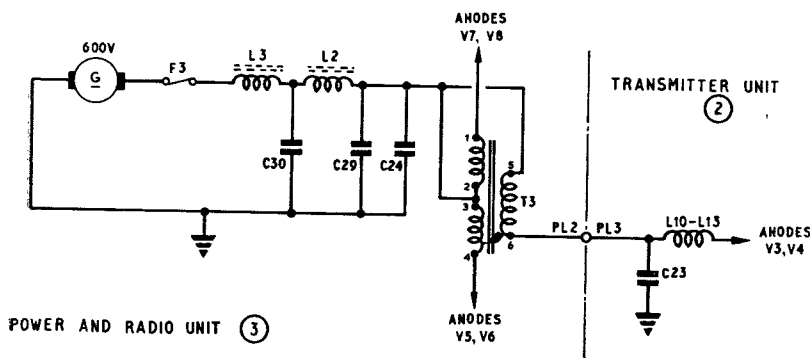 ANODES
V7, V8
600V
F3
L3
L2
G
TRANSMITTER UNIT
2
1
C30
C29
C24
2
3
5
T3
4
6
PL2
PL3
L10-L13
ANODES
V3,V4
C23
POWER AND RADIO UNIT 3
ANODES
V5, V6